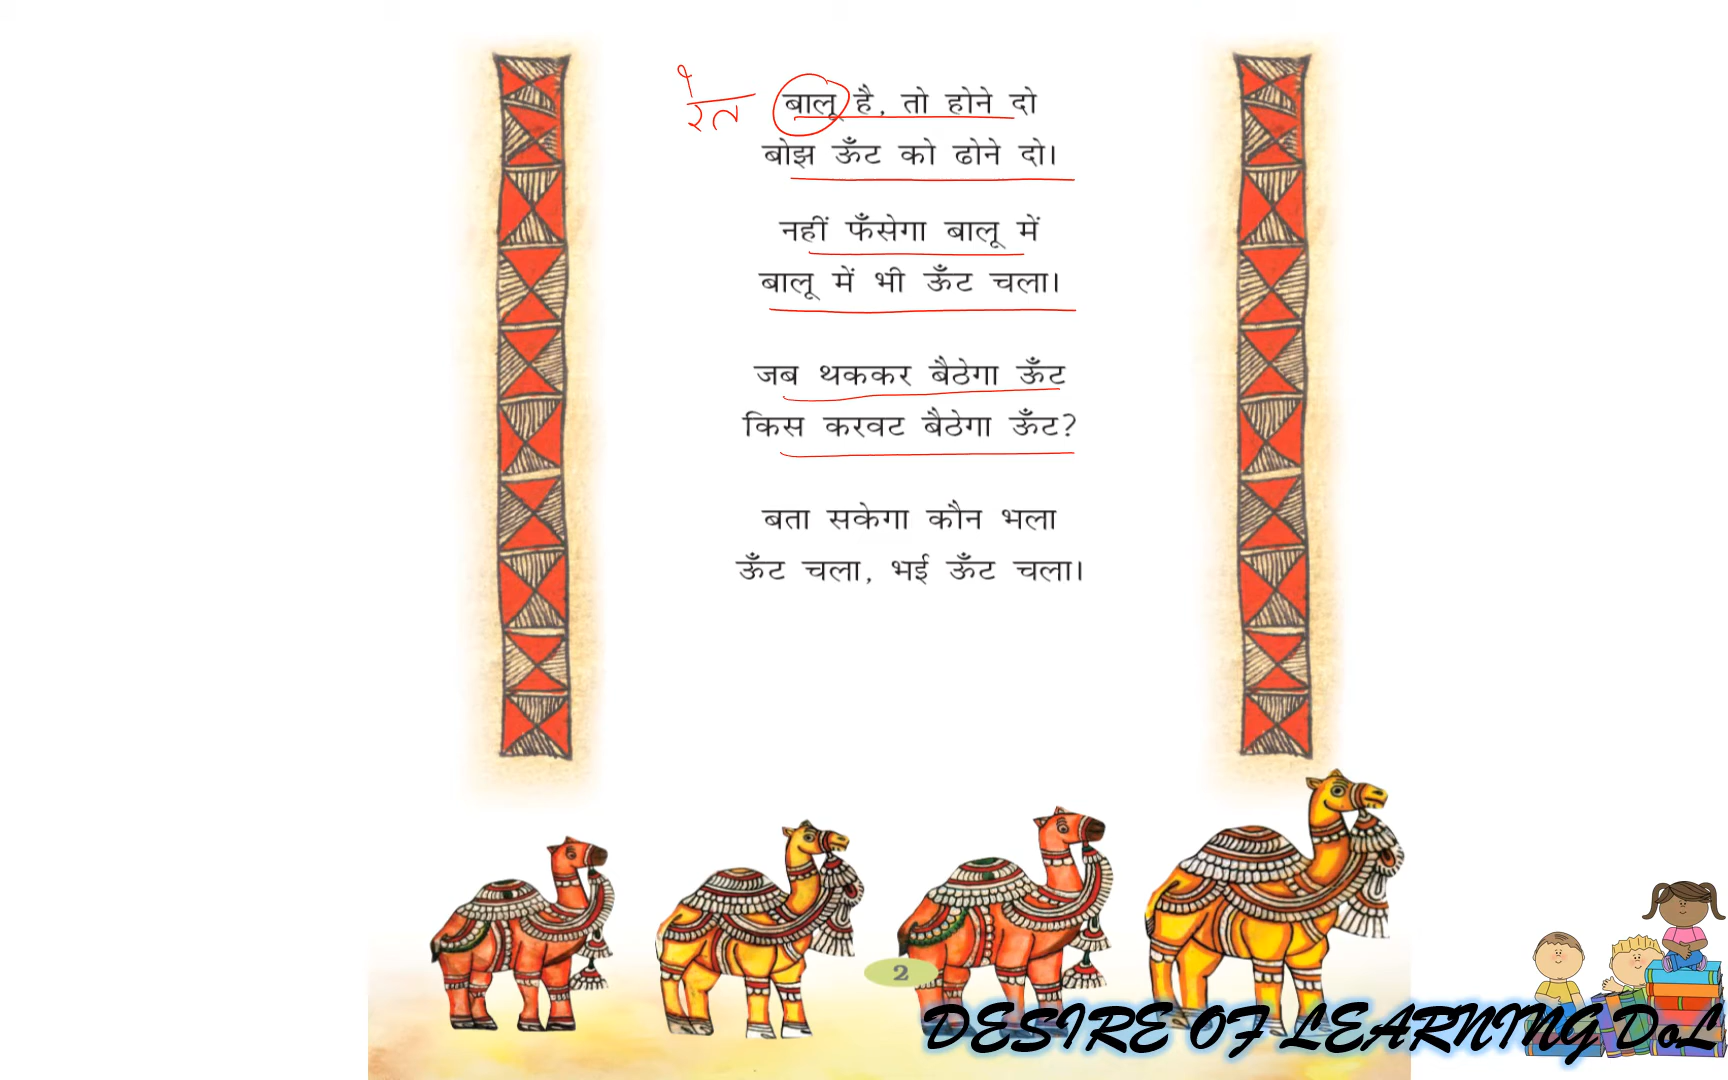 रेत
बालू है, तो होने दो
बोझ ऊँट को ढोने दो।
नहीं फँसेगा बालू में
बालू में भी ऊँट चला।
जब थककर बैठेगा ऊँट
किस करवट बैठेगा ऊँट?
बता सकेगा कौन भला
ऊँट चला, भई ऊँट चला।
2
DESIRE OF LEARNING DoL